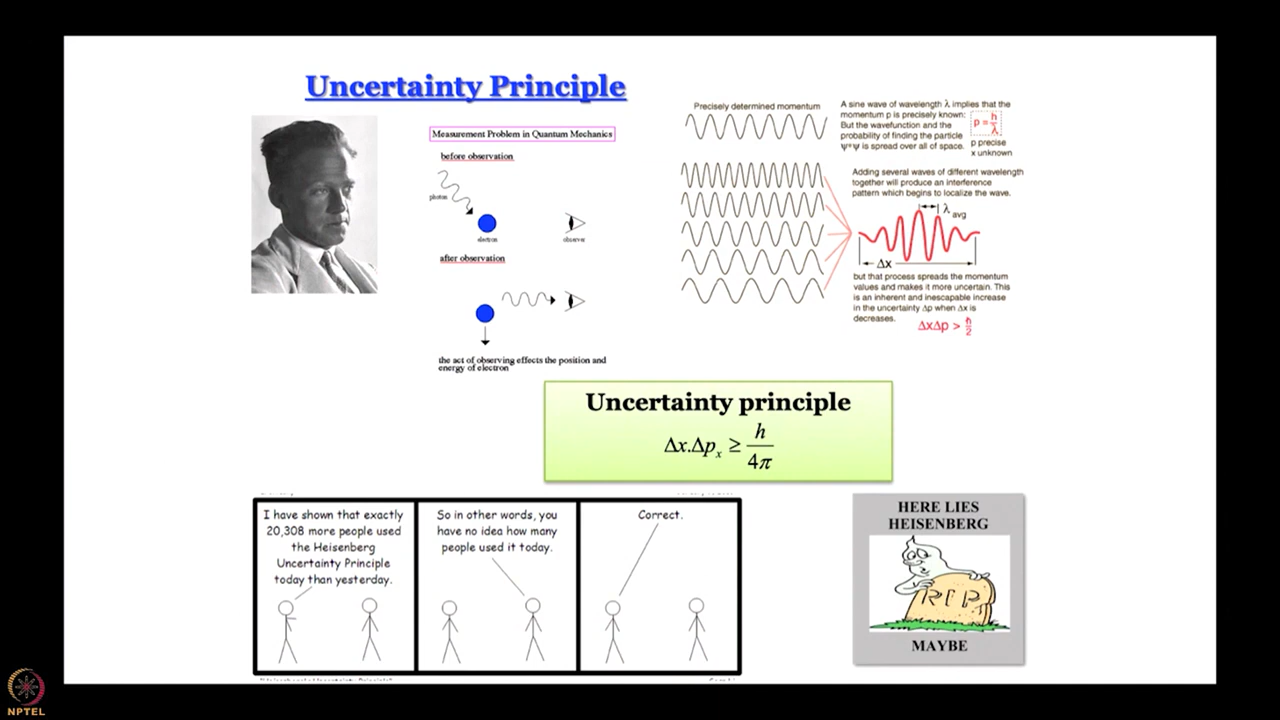 Uncertainty Principle
Measurement Problem in Quantum Mechanics
before observation
photon
electron
observer
after observation
the act of observing effects the position and
energy of electron
Precisely determined momentum
A sine wave of wavelength λ implies that the
momentum p is precisely known:
But the wavefunction and the
probability of finding the particle
ψ*ψ is spread over all of space.
p = h/λ
p precise
x unknown
Adding several waves of different wavelength
together will produce an interference
pattern which begins to localize the wave.
λ avg
Δx
but that process spreads the momentum
values and makes it more uncertain. This
is an inherent and inescapable increase
in the uncertainty Δp when Δx is
decreases.
ΔxΔp > ħ/2
Uncertainty principle
Δx.Δpₓ ≥ h/4π
I have shown that exactly
20,308 more people used
the Heisenberg
Uncertainty Principle
today than yesterday.
So in other words, you
have no idea how many
people used it today.
Correct.
HERE LIES
HEISENBERG
RIP
MAYBE
NPTEL